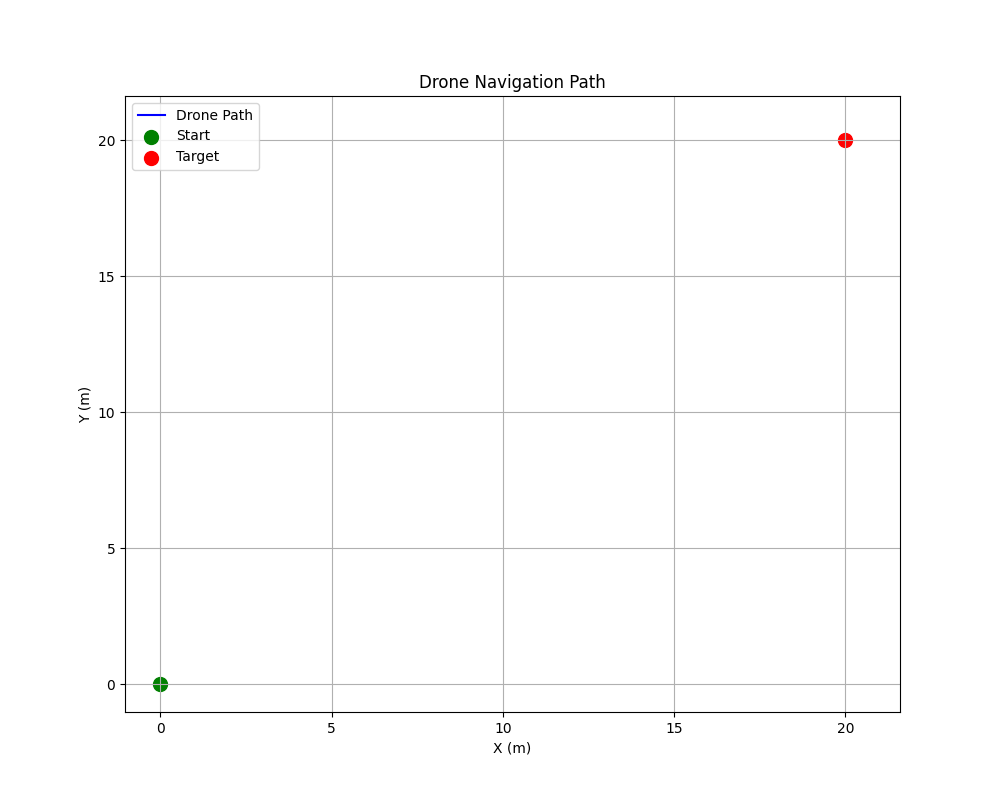 Drone Navigation Path
Drone Path
Start
Target
20
15
10
5
0
Y (m)
0 5 10 15 20
X (m)